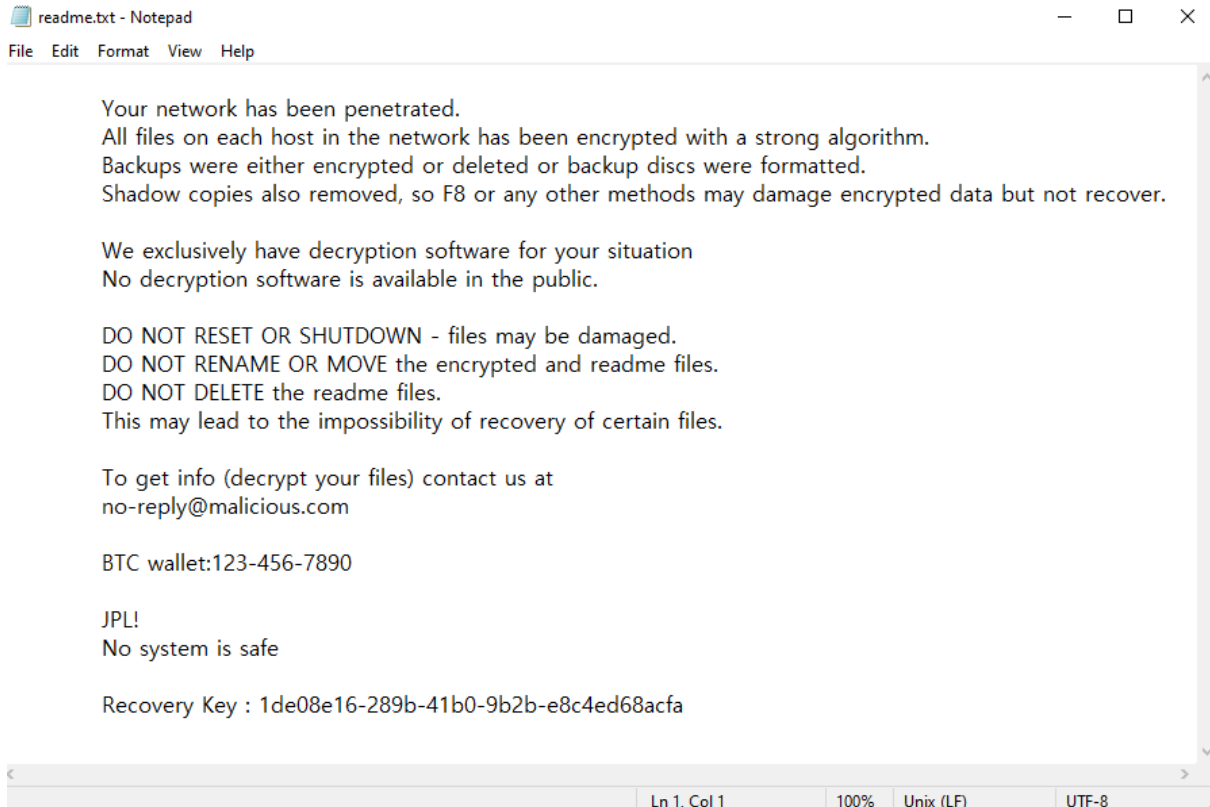 readme.txt - Notepad
File Edit Format View Help
Your network has been penetrated.
All files on each host in the network has been encrypted with a strong algorithm.
Backups were either encrypted or deleted or backup discs were formatted.
Shadow copies also removed, so F8 or any other methods may damage encrypted data but not recover.
We exclusively have decryption software for your situation
No decryption software is available in the public.
DO NOT RESET OR SHUTDOWN - files may be damaged.
DO NOT RENAME OR MOVE the encrypted and readme files.
DO NOT DELETE the readme files.
This may lead to the impossibility of recovery of certain files.
To get info (decrypt your files) contact us at
no-reply@malicious.com
BTC wallet:123-456-7890
JPL!
No system is safe
Recovery Key : 1de08e16-289b-41b0-9b2b-e8c4ed68acfa
Ln 1, Col 1 100% Unix (LF) UTF-8